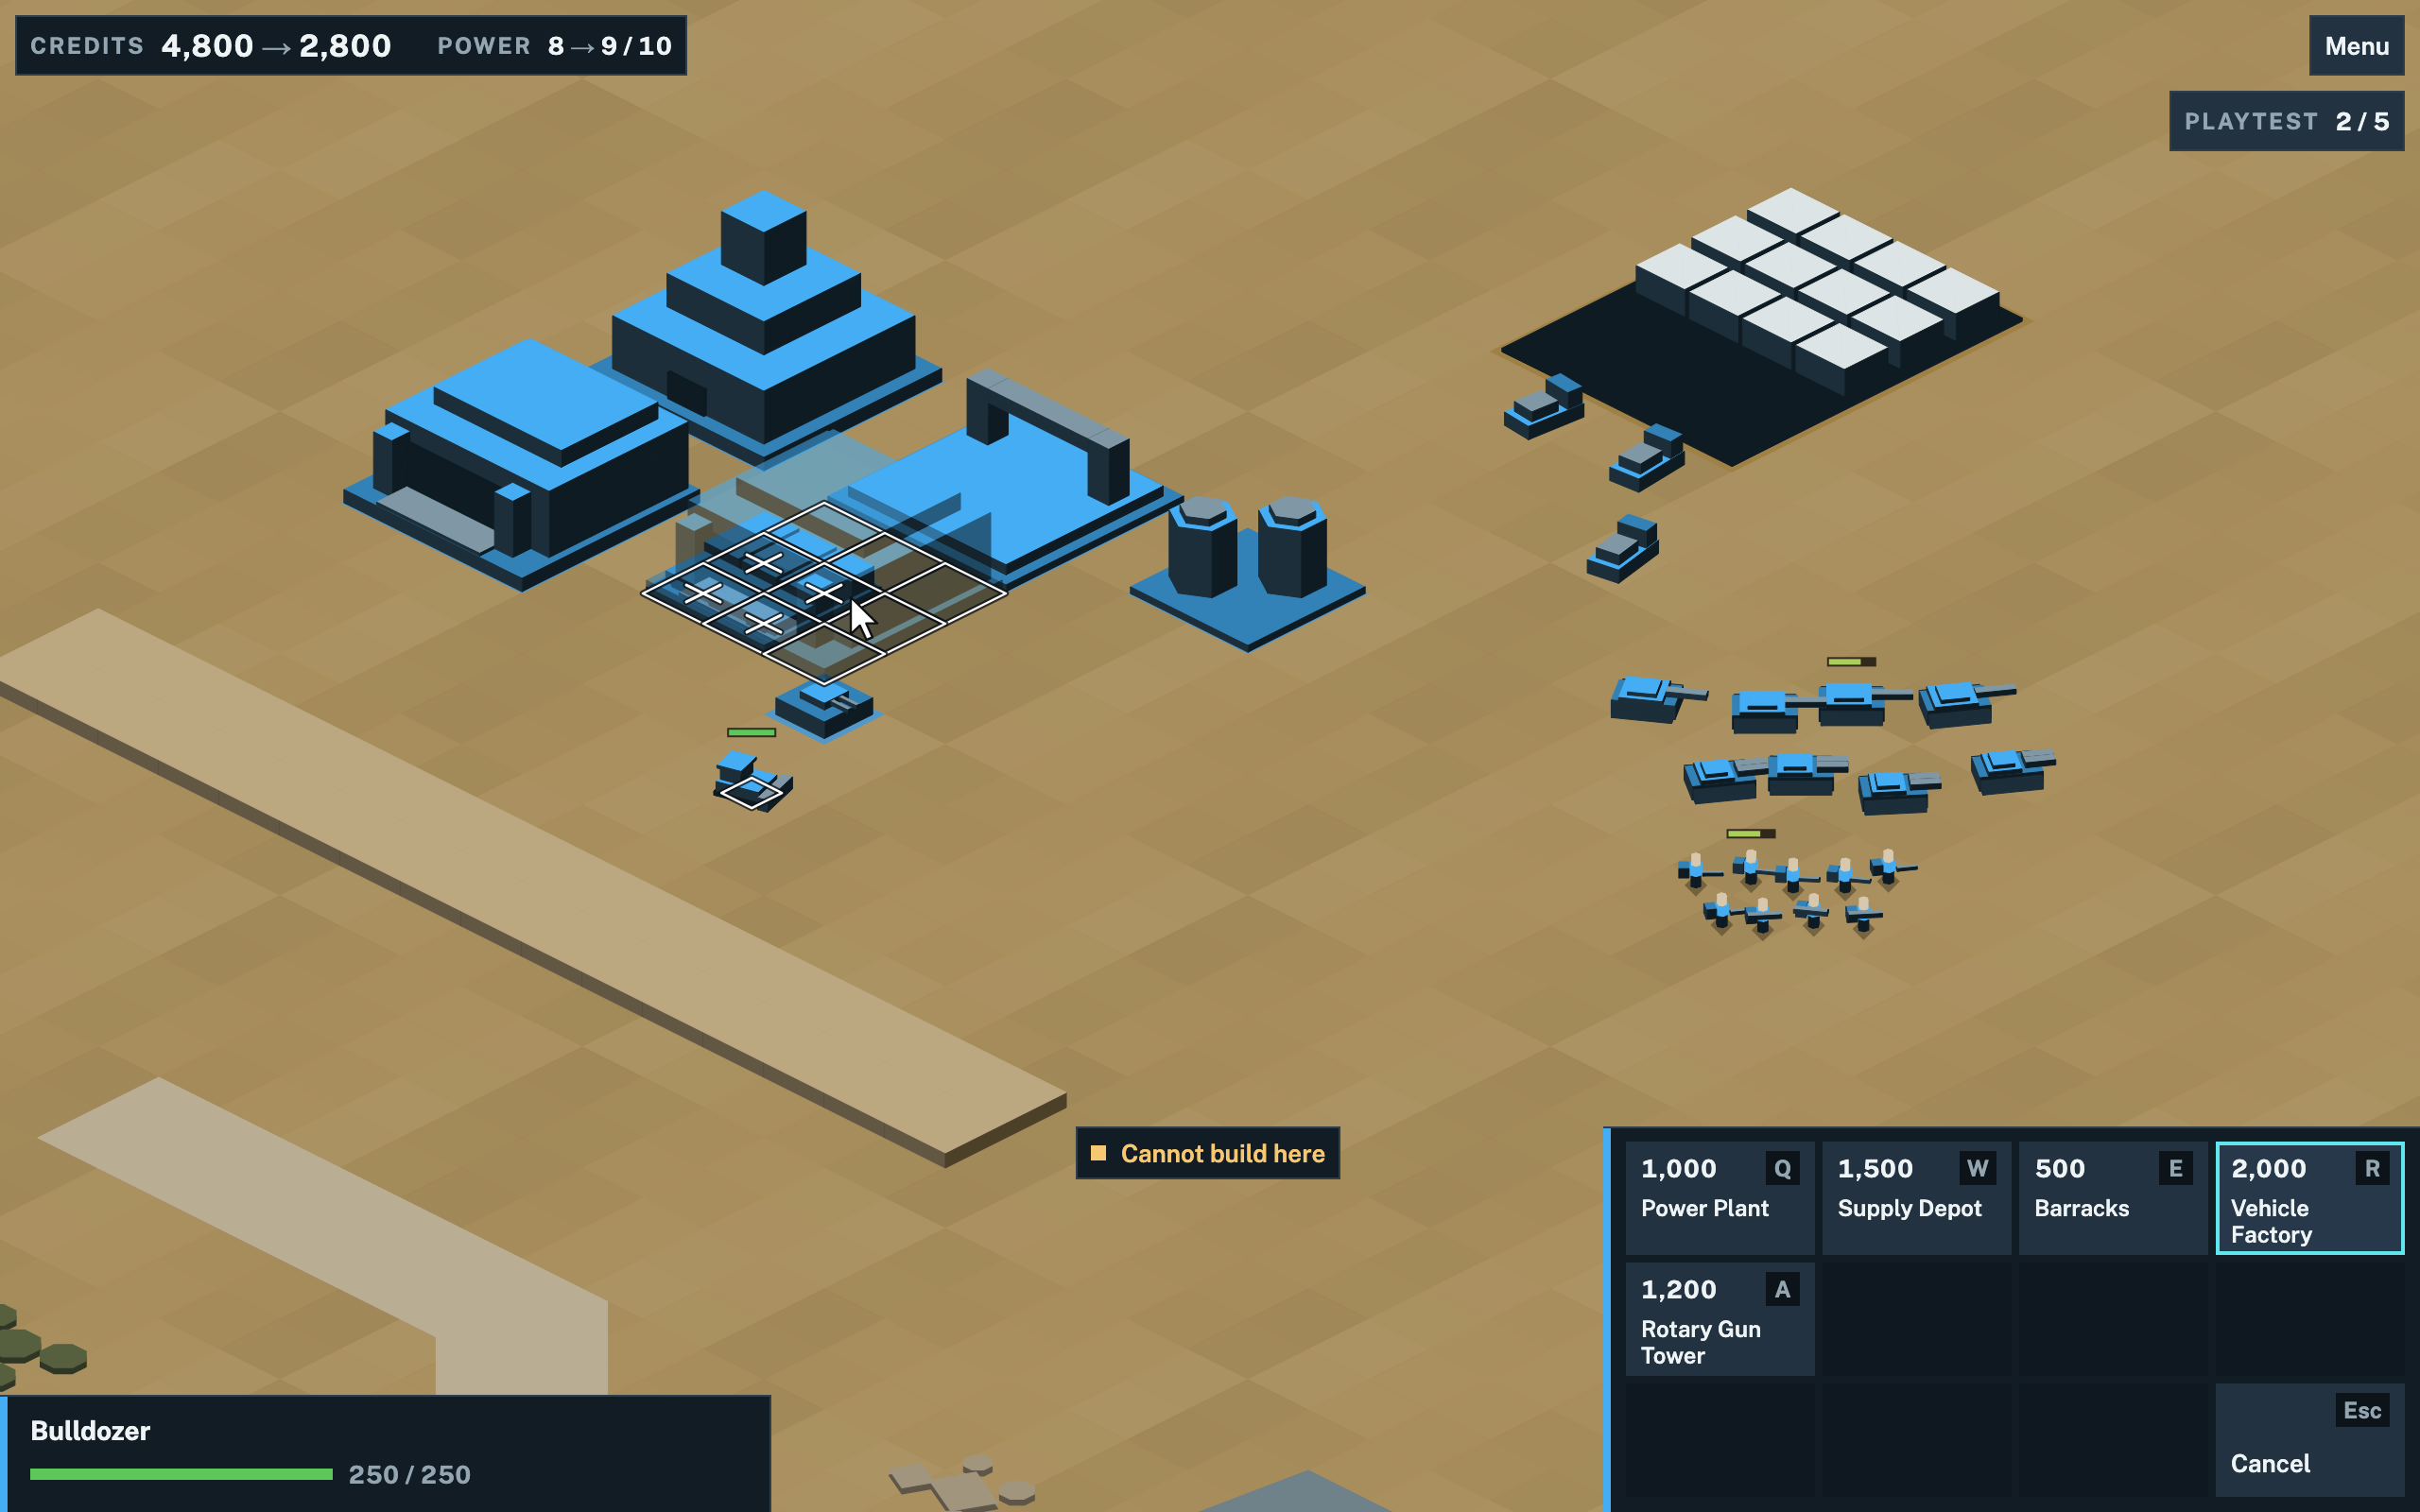 CREDITS 4,800→2,800 POWER 8→9/10
Menu
PLAYTEST 2/5
Cannot build here
1,000 Q
Power Plant
1,500 W
Supply Depot
500 E
Barracks
2,000 R
Vehicle
Factory
1,200 A
Rotary Gun
Tower
Esc
Cancel
Bulldozer
250/250